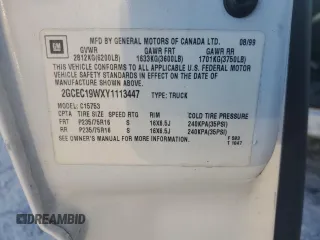 GM
MFD BY GENERAL MOTORS OF CANADA LTD. 08/99
GVWR GAWR FRT GAWR RR
2812KG(6200LB) 1633KG(3600LB) 1701KG(3750LB)
THIS VEHICLE CONFORMS TO ALL APPLICABLE U.S. FEDERAL
MOTOR VEHICLE SAFETY STANDARDS IN EFFECT ON
THE DATE OF MANUFACTURE SHOWN ABOVE.
2GCEC19WXY1113447 TYPE: TRUCK
MODEL: C15753
CPTA TIRE SIZE SPEED RTG RIM COLD TIRE PRESSURE
FRT P235/75R16 S 16X6.5J 240KPA(35PSI)
RR P235/75R16 S 16X6.5J 240KPA(35PSI)
SEE OWNER'S MANUAL FOR MORE INFORMATION
DREAMBID